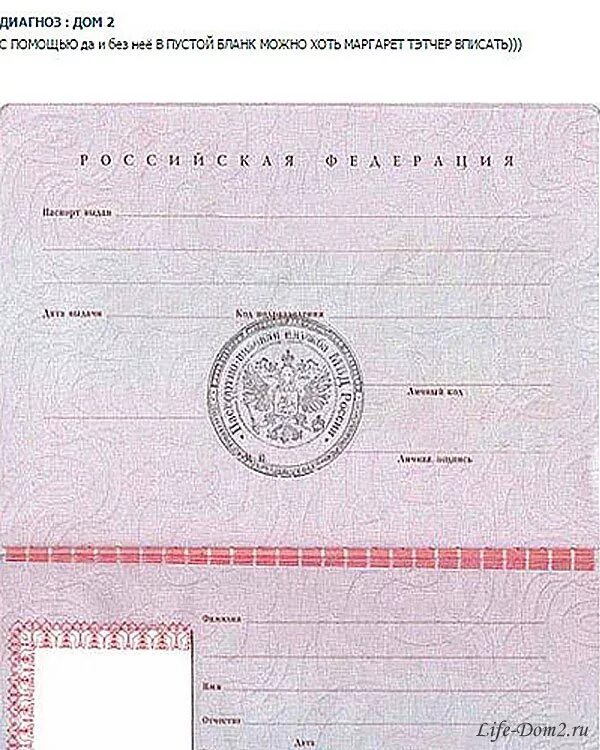 ДИАГНОЗ : ДОМ 2
С ПОМОЩЬЮ да и без неё В ПУСТОЙ БЛАНК МОЖНО ХОТЬ МАРГАРЕТ ТЭТЧЕР ВПИСАТЬ)))
РОССИЙСКАЯ ФЕДЕРАЦИЯ
Паспорт выдан
Дата выдачи
Код подразделения
Паспортно-визовая служба МВД России
Личный код
Личная подпись
Фамилия
Имя
Отчество
Дата
Life-Dom2.ru